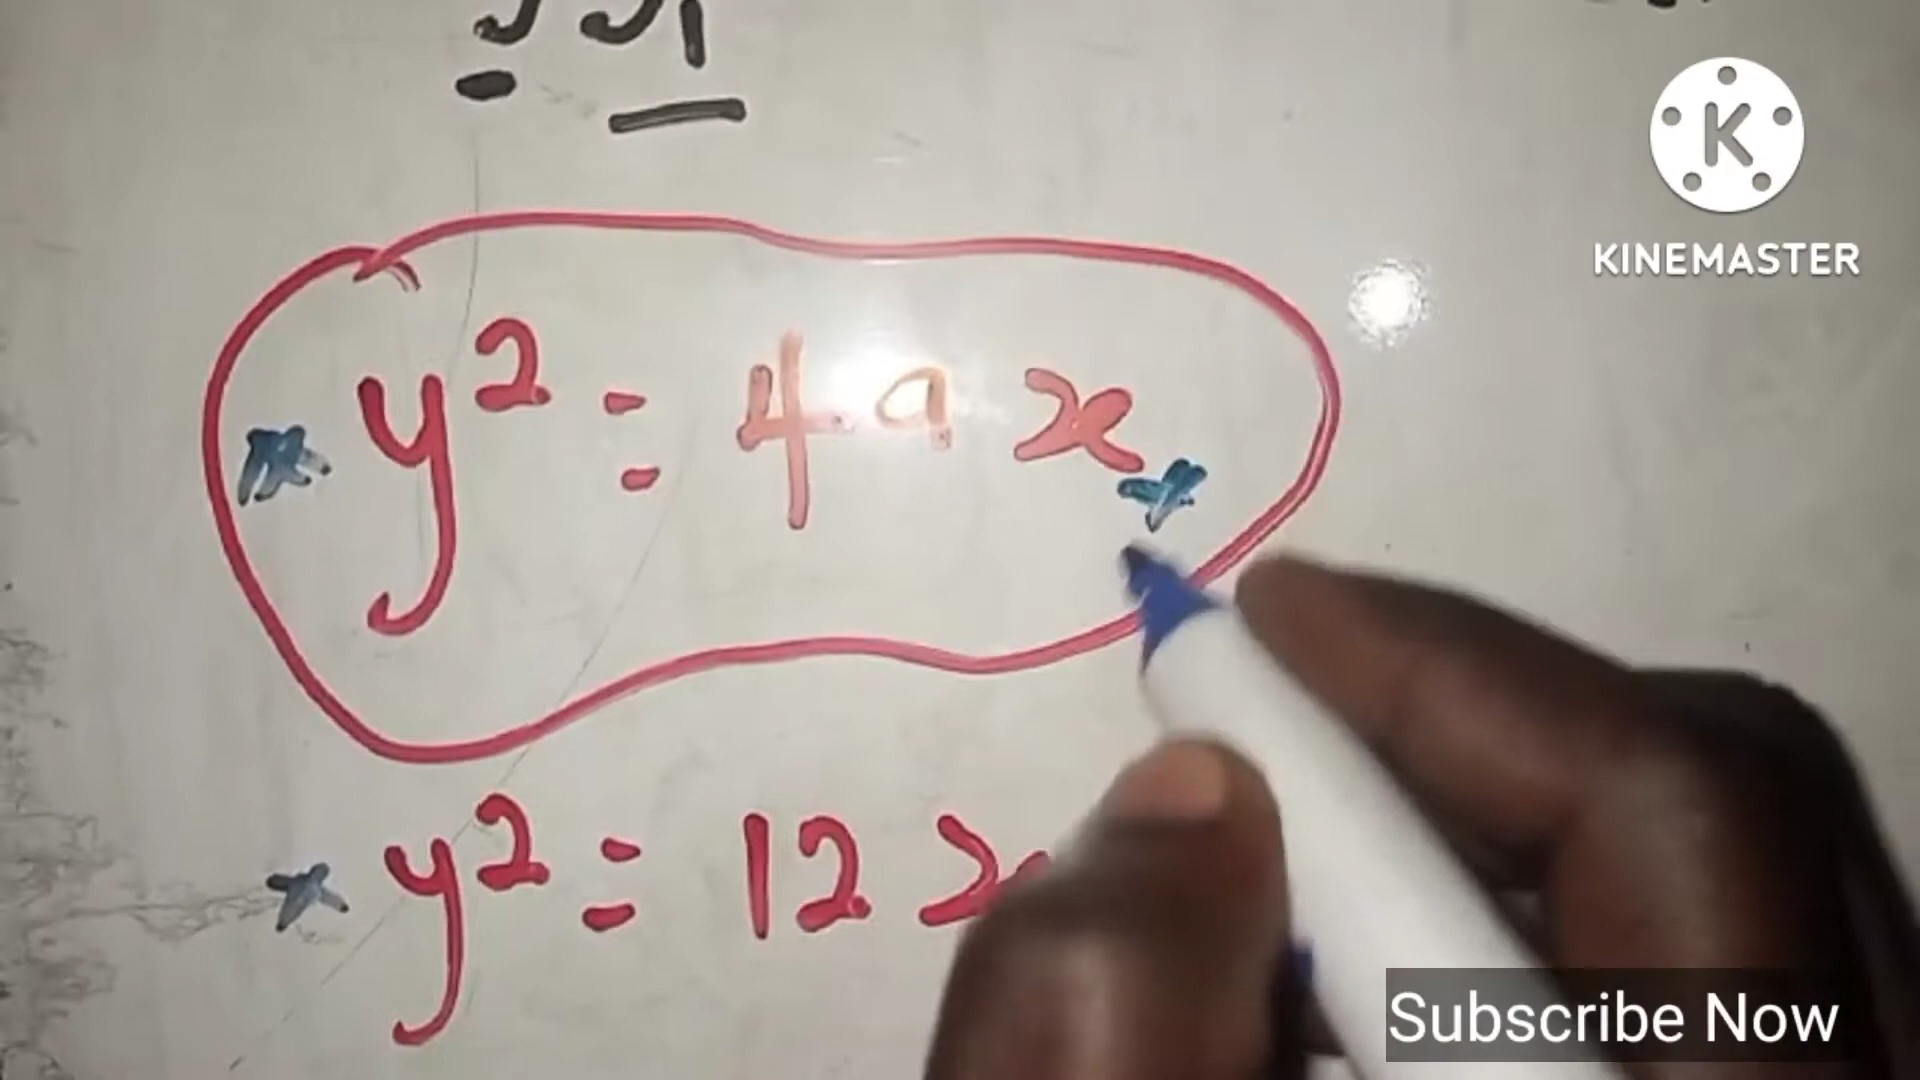 K
KINEMASTER
y² = 4ax
y² = 12x
Subscribe Now